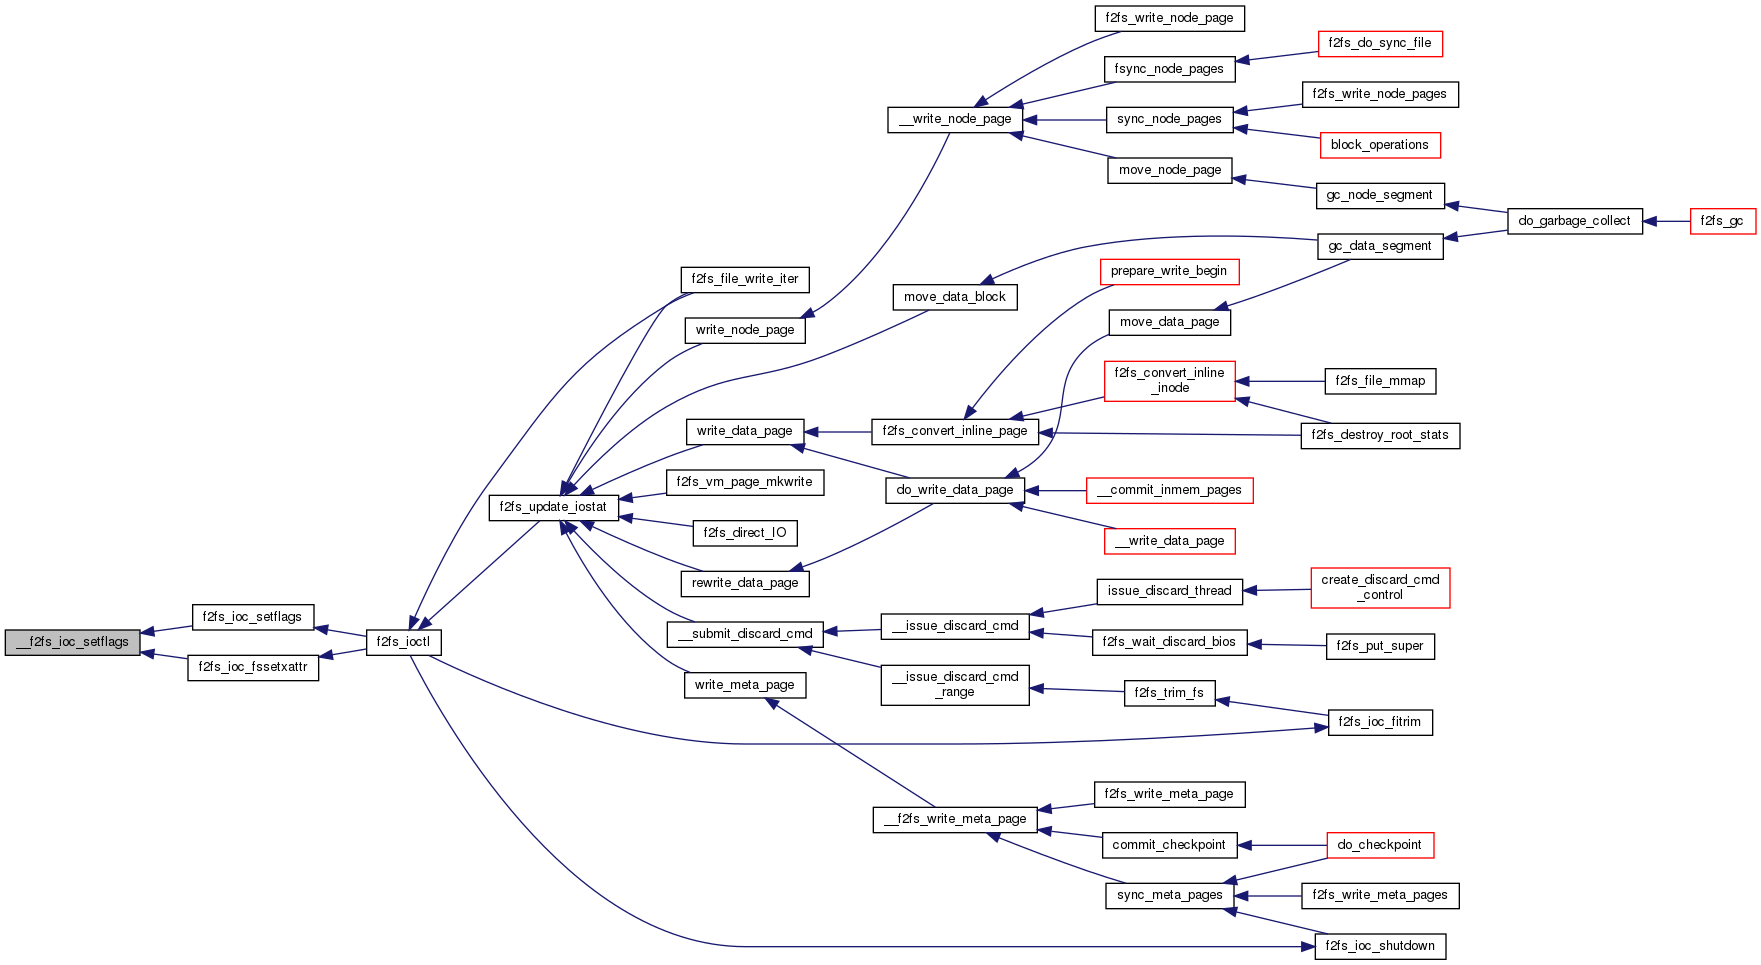 f2fs_write_node_page
fsync_node_pages
f2fs_do_sync_file
f2fs_write_node_pages
__write_node_page
sync_node_pages
block_operations
move_node_page
gc_node_segment
do_garbage_collect
f2fs_gc
gc_data_segment
f2fs_file_write_iter
prepare_write_begin
move_data_block
write_node_page
move_data_page
f2fs_convert_inline
_inode
f2fs_file_mmap
write_data_page
f2fs_convert_inline_page
f2fs_destroy_root_stats
f2fs_vm_page_mkwrite
do_write_data_page
__commit_inmem_pages
f2fs_update_iostat
f2fs_direct_IO
__write_data_page
rewrite_data_page
issue_discard_thread
create_discard_cmd
_control
f2fs_ioc_setflags
__f2fs_ioc_setflags
f2fs_ioctl
__submit_discard_cmd
__issue_discard_cmd
f2fs_wait_discard_bios
f2fs_put_super
f2fs_ioc_fssetxattr
write_meta_page
__issue_discard_cmd
_range
f2fs_trim_fs
f2fs_ioc_fitrim
f2fs_write_meta_page
__f2fs_write_meta_page
commit_checkpoint
do_checkpoint
sync_meta_pages
f2fs_write_meta_pages
f2fs_ioc_shutdown